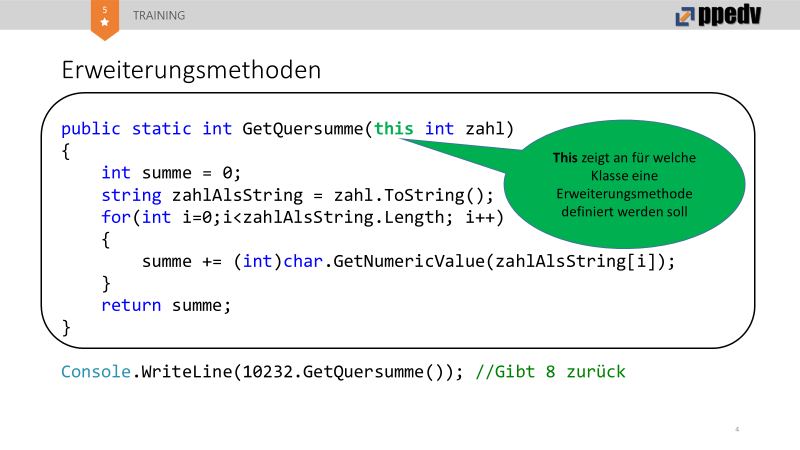 5
TRAINING
ppedv
Erweiterungsmethoden
public static int GetQuersumme(this int zahl)
{
    int summe = 0;
    string zahlAlsString = zahl.ToString();
    for(int i=0;i<zahlAlsString.Length; i++)
    {
        summe += (int)char.GetNumericValue(zahlAlsString[i]);
    }
    return summe;
}
This zeigt an für welche
Klasse eine
Erweiterungsmethode
definiert werden soll
Console.WriteLine(10232.GetQuersumme()); //Gibt 8 zurück
4